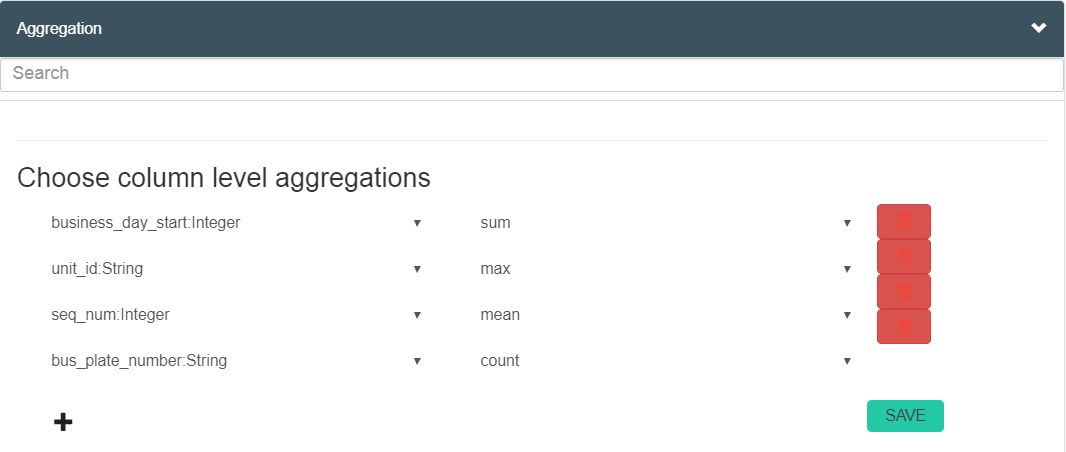 Aggregation
Search
Choose column level aggregations
business_day_start:Integer sum
unit_id:String max
seq_num:Integer mean
bus_plate_number:String count
SAVE